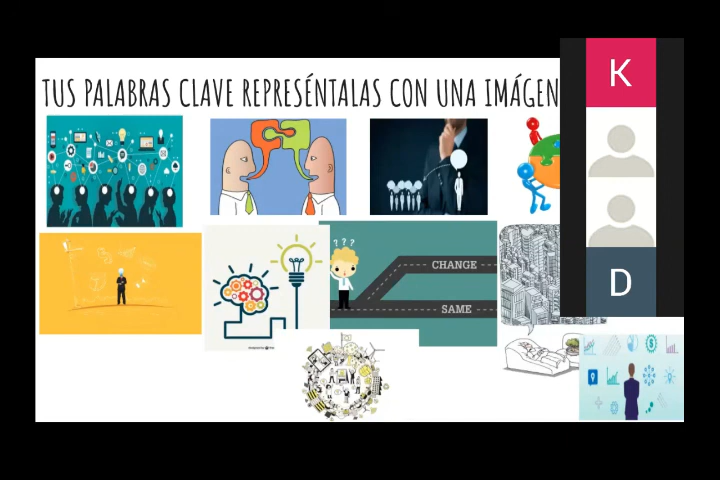 TUS PALABRAS CLAVE REPRESÉNTALAS CON UNA IMÁGEN
K
? ? ?
CHANGE
SAME
D